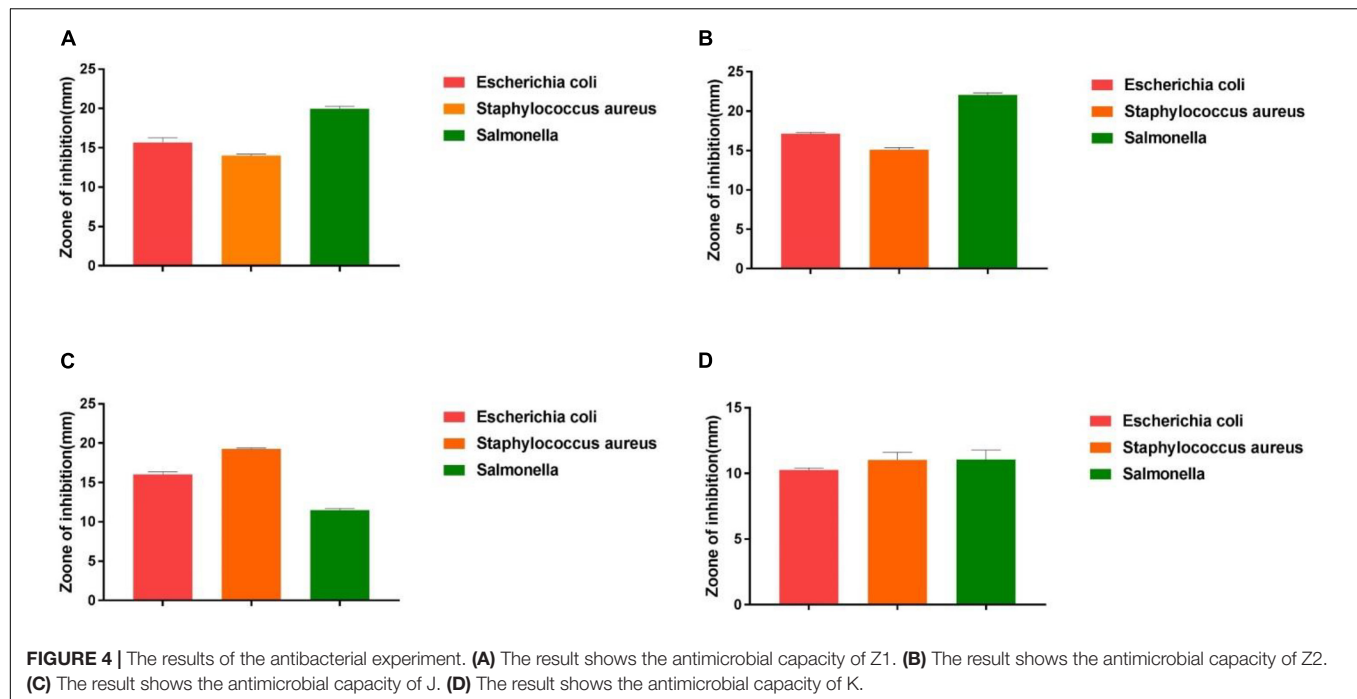 A
Zoone of inhibition(mm)
25
20
15
10
5
0
Escherichia coli
Staphylococcus aureus
Salmonella
B
Zoone of inhibition(mm)
25
20
15
10
5
0
Escherichia coli
Staphylococcus aureus
Salmonella
C
Zoone of inhibition(mm)
25
20
15
10
5
0
Escherichia coli
Staphylococcus aureus
Salmonella
D
Zoone of inhibition(mm)
15
10
5
0
Escherichia coli
Staphylococcus aureus
Salmonella
FIGURE 4 | The results of the antibacterial experiment. (A) The result shows the antimicrobial capacity of Z1. (B) The result shows the antimicrobial capacity of Z2.
(C) The result shows the antimicrobial capacity of J. (D) The result shows the antimicrobial capacity of K.